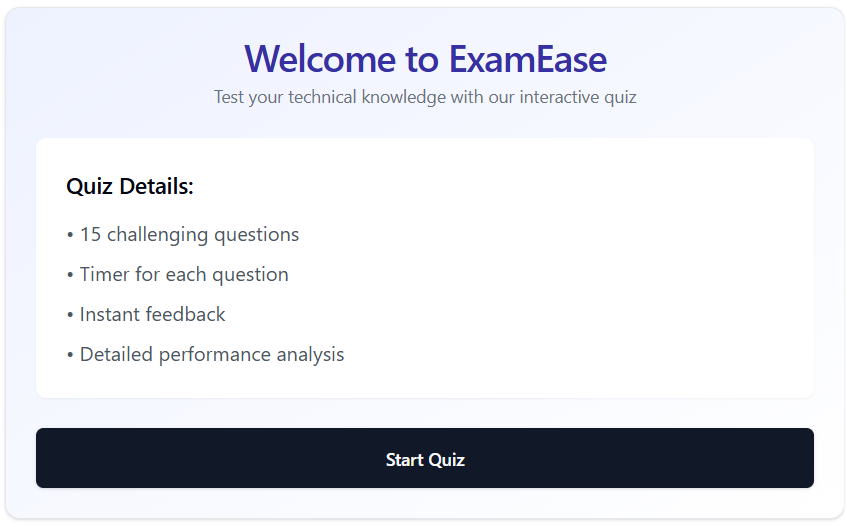 Welcome to ExamEase
Test your technical knowledge with our interactive quiz
Quiz Details:
• 15 challenging questions
• Timer for each question
• Instant feedback
• Detailed performance analysis
Start Quiz